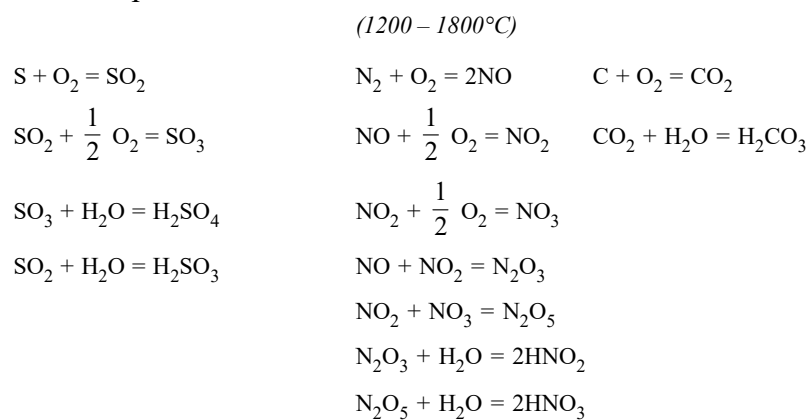 (1200 – 1800°C)
S + O₂ = SO₂ N₂ + O₂ = 2NO C + O₂ = CO₂
SO₂ + 1/2 O₂ = SO₃ NO + 1/2 O₂ = NO₂ CO₂ + H₂O = H₂CO₃
SO₃ + H₂O = H₂SO₄ NO₂ + 1/2 O₂ = NO₃
SO₂ + H₂O = H₂SO₃ NO + NO₂ = N₂O₃
NO₂ + NO₃ = N₂O₅
N₂O₃ + H₂O = 2HNO₂
N₂O₅ + H₂O = 2HNO₃